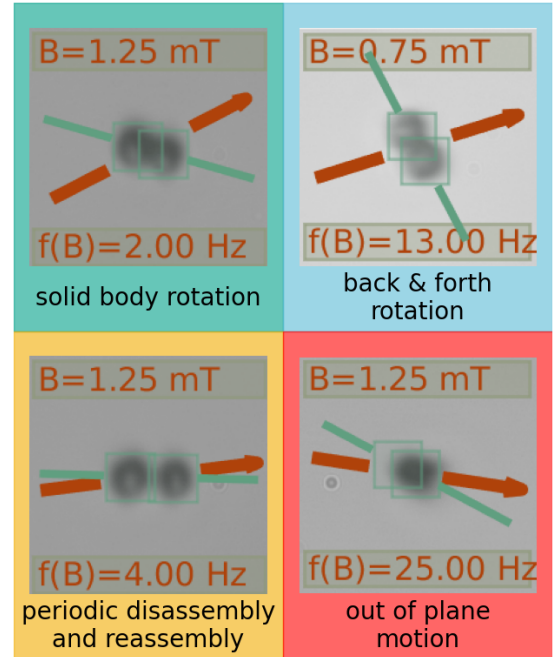 B=1.25 mT
f(B)=2.00 Hz
solid body rotation
B=0.75 mT
f(B)=13.00 Hz
back & forth
rotation
B=1.25 mT
f(B)=4.00 Hz
periodic disassembly
and reassembly
B=1.25 mT
f(B)=25.00 Hz
out of plane
motion